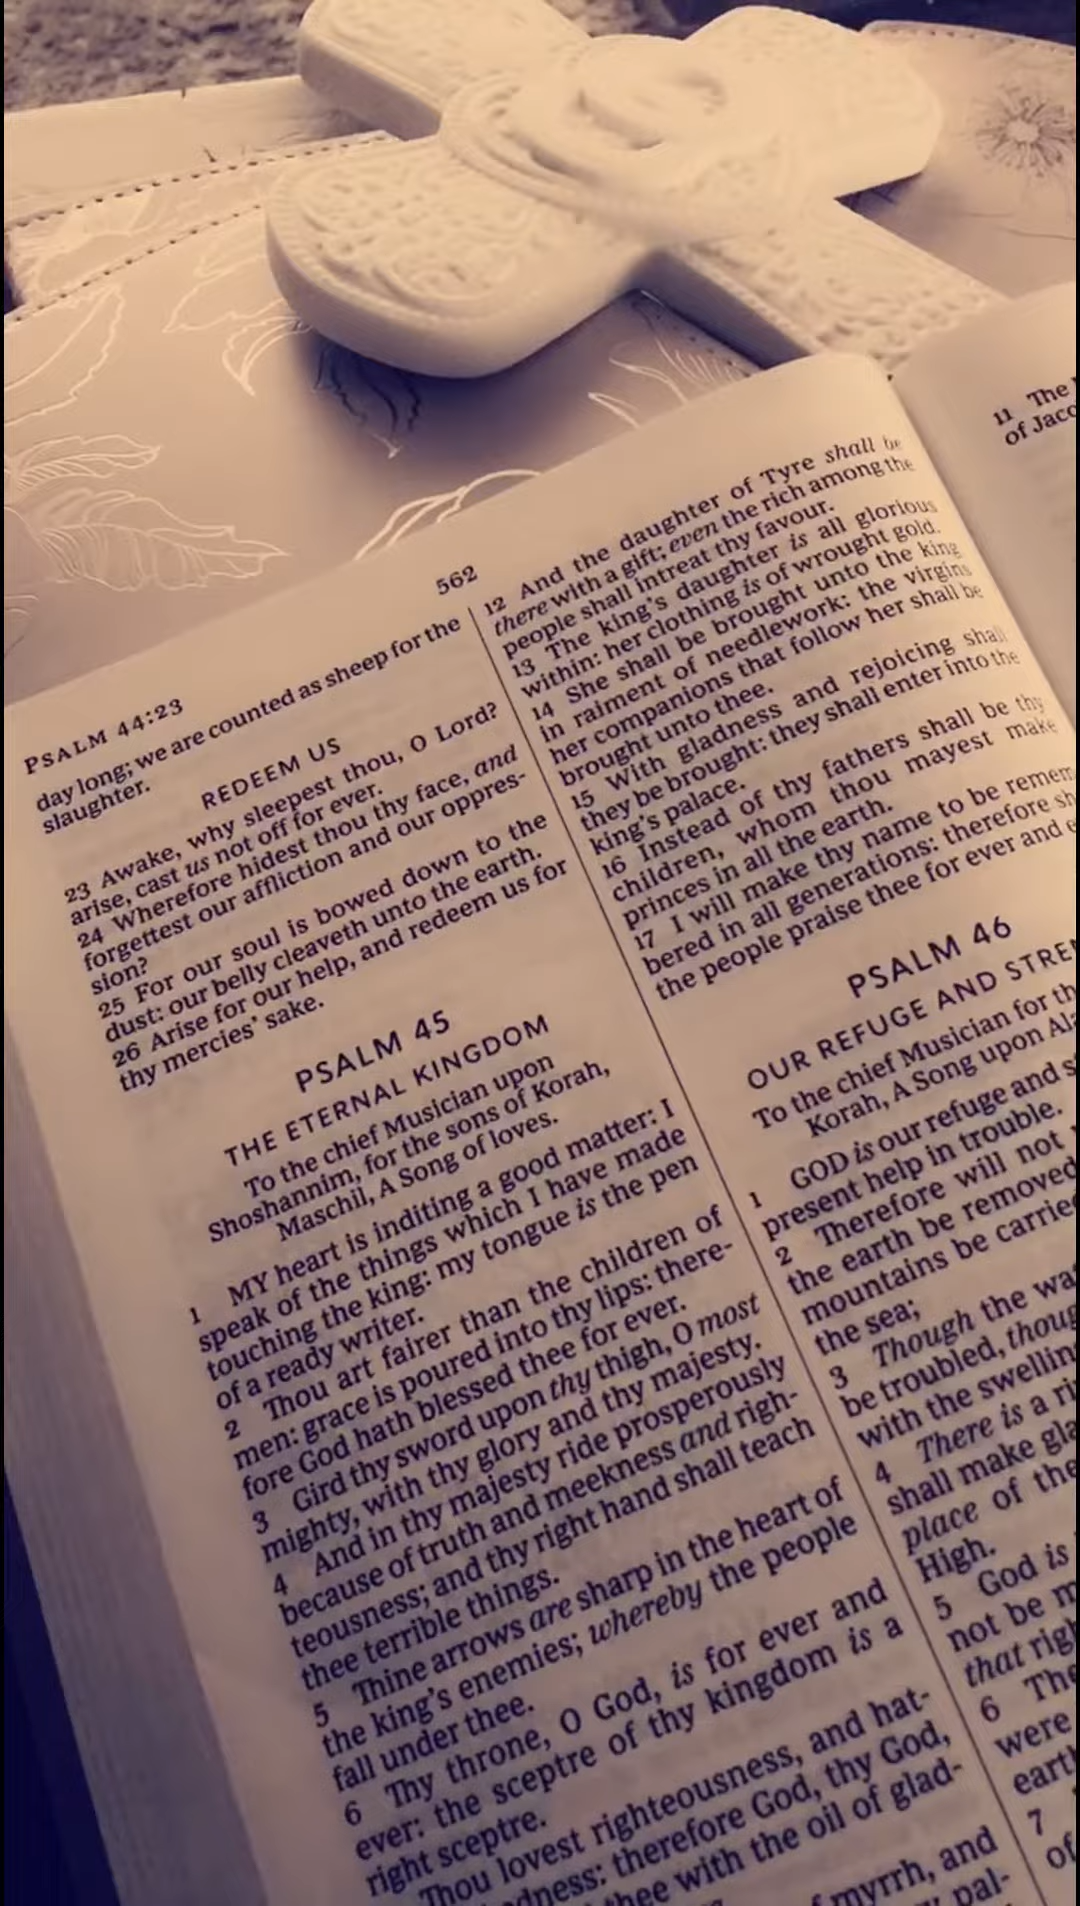 562
PSALM 44:23
day long; we are counted as sheep for the
slaughter.
REDEEM US
23 Awake, why sleepest thou, O Lord?
arise, cast us not off for ever.
24 Wherefore hidest thou thy face, and
forgettest our affliction and our oppres-
sion?
25 For our soul is bowed down to the
dust: our belly cleaveth unto the earth.
26 Arise for our help, and redeem us for
thy mercies' sake.
PSALM 45
THE ETERNAL KINGDOM
To the chief Musician upon
Shoshannim, for the sons of Korah,
Maschil, A Song of loves.
1 MY heart is inditing a good matter: I
speak of the things which I have made
touching the king: my tongue is the pen
of a ready writer.
2 Thou art fairer than the children of
men: grace is poured into thy lips: there-
fore God hath blessed thee for ever.
3 Gird thy sword upon thy thigh, O most
mighty, with thy glory and thy majesty.
4 And in thy majesty ride prosperously
because of truth and meekness and righ-
teousness; and thy right hand shall teach
thee terrible things.
5 Thine arrows are sharp in the heart of
the king's enemies; whereby the people
fall under thee.
6 Thy throne, O God, is for ever and
ever: the sceptre of thy kingdom is a
right sceptre.
Thou lovest righteousness, and hat-
edness: therefore God, thy God,
thee with the oil of glad-
of myrrh, and
pal-
12 And the daughter of Tyre shall be
there with a gift; even the rich among the
people shall intreat thy favour.
13 The king's daughter is all glorious
within: her clothing is of wrought gold.
14 She shall be brought unto the king
in raiment of needlework: the virgins
her companions that follow her shall be
brought unto thee.
15 With gladness and rejoicing shall
they be brought: they shall enter into the
king's palace.
16 Instead of thy fathers shall be thy
children, whom thou mayest make
princes in all the earth.
17 I will make thy name to be remem
bered in all generations: therefore sh
the people praise thee for ever and e
PSALM 46
OUR REFUGE AND STREN
To the chief Musician for th
Korah, A Song upon Ala
1 GOD is our refuge and s
present help in trouble.
2 Therefore will not
the earth be removed
mountains be carrie
the sea;
3 Though the wa
be troubled, thoug
with the swellin
4 There is a ri
shall make gla
place of the
High.
5 God is
not be m
that righ
6 The
were
earth
7
of
11 The
of Jaco